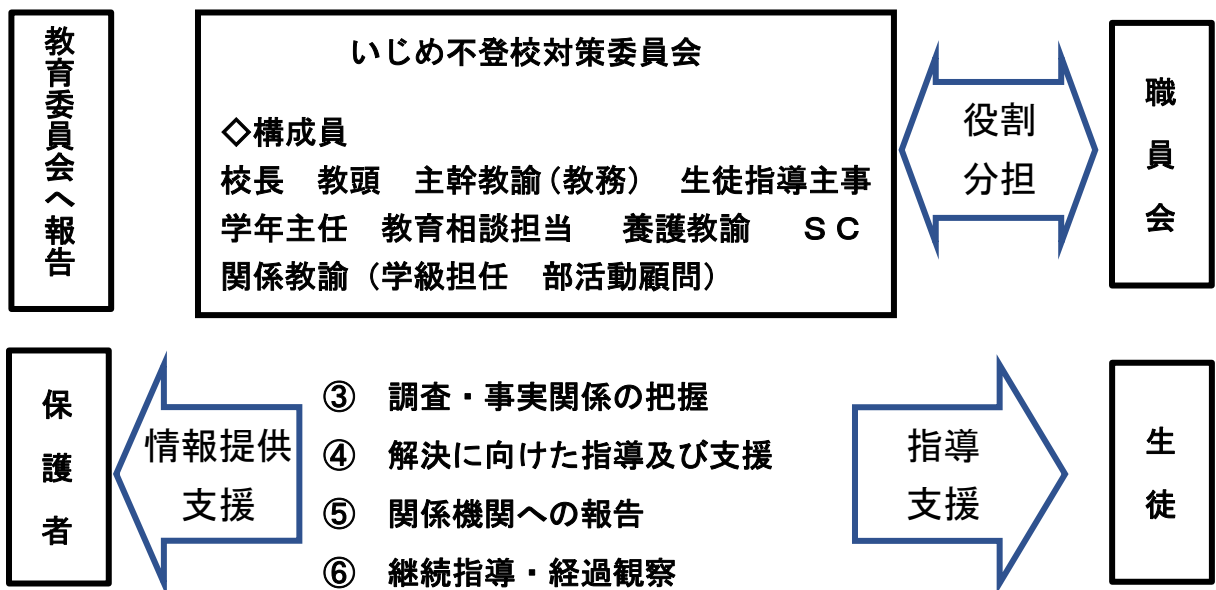 教育委員会へ報告
いじめ不登校対策委員会
◇構成員
校長　教頭　主幹教諭(教務)　生徒指導主事
学年主任　教育相談担当　養護教諭　ＳＣ
関係教諭（学級担任　部活動顧問）
役割
分担
職員会
保護者
情報提供
支援
③　調査・事実関係の把握
④　解決に向けた指導及び支援
⑤　関係機関への報告
⑥　継続指導・経過観察
指導
支援
生徒